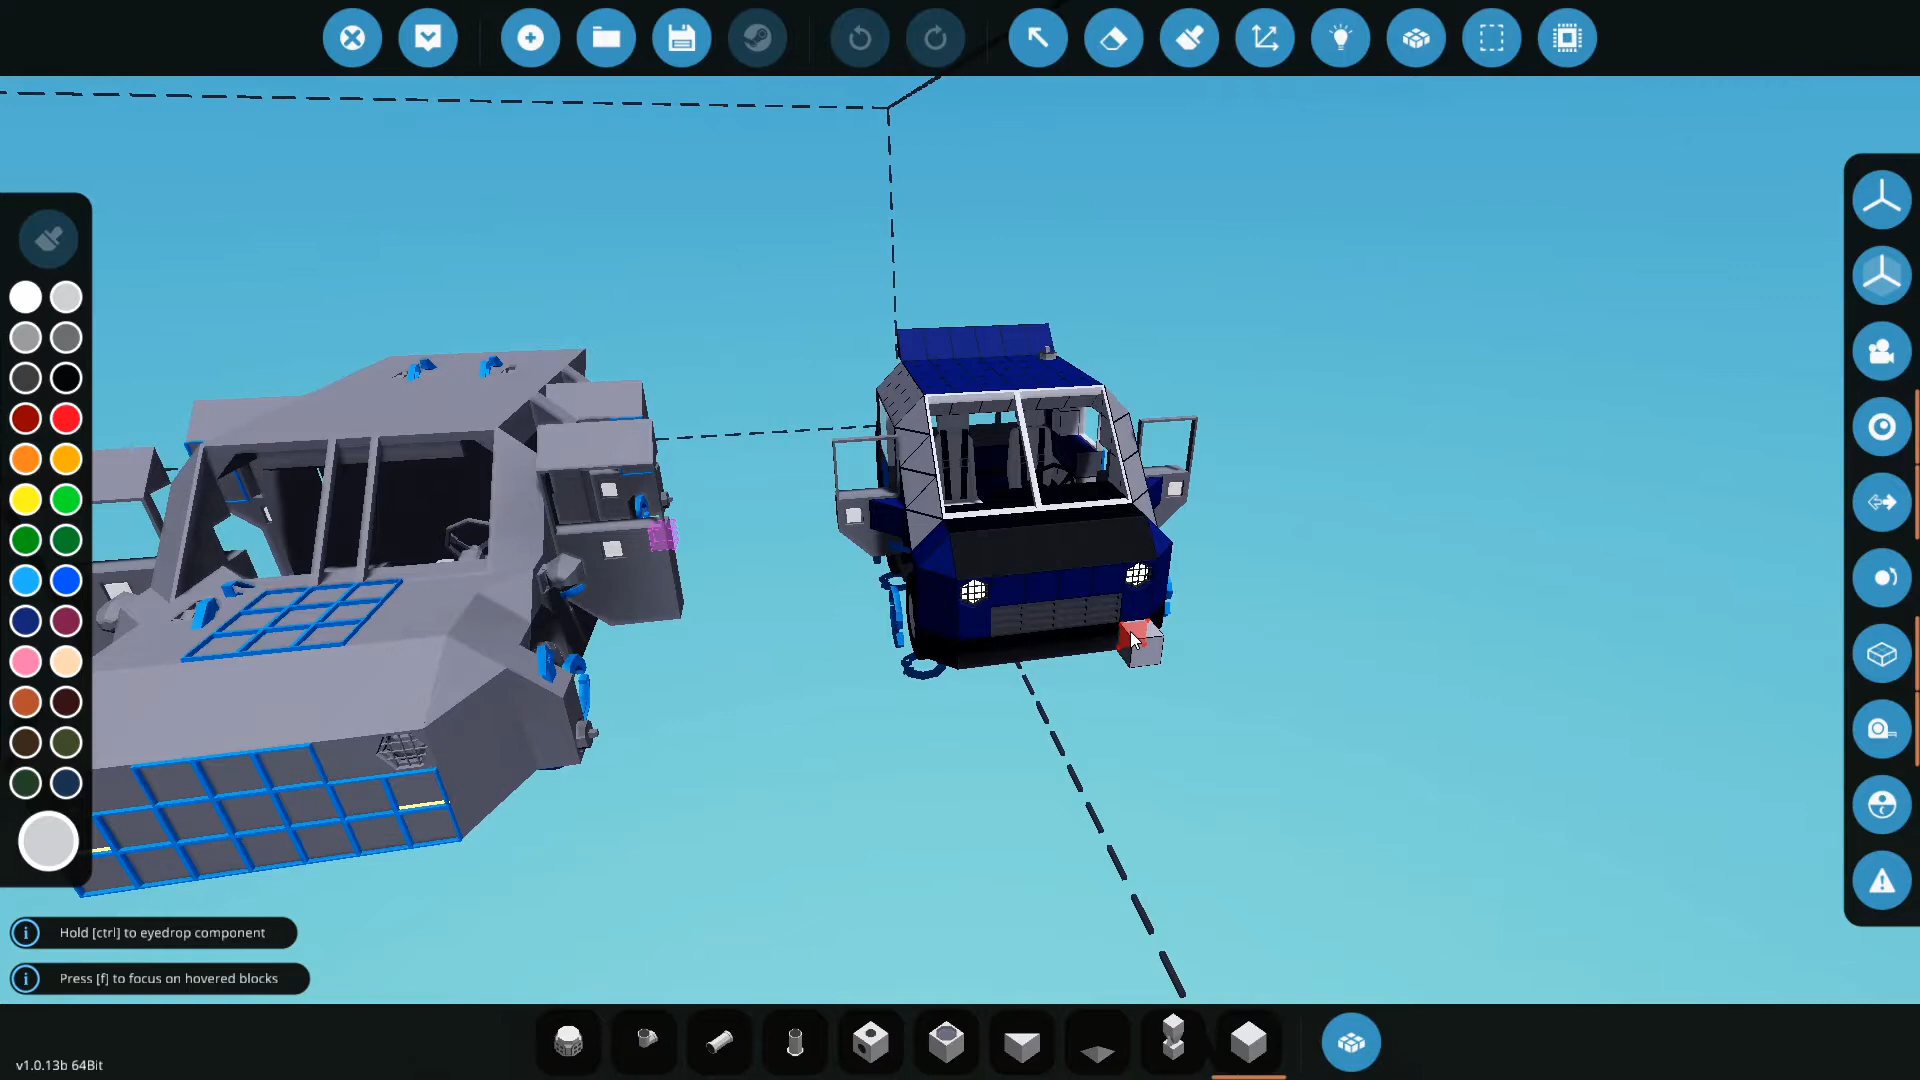 Hold [ctrl] to eyedrop component
Press [f] to focus on hovered blocks
v1.0.13b 64Bit